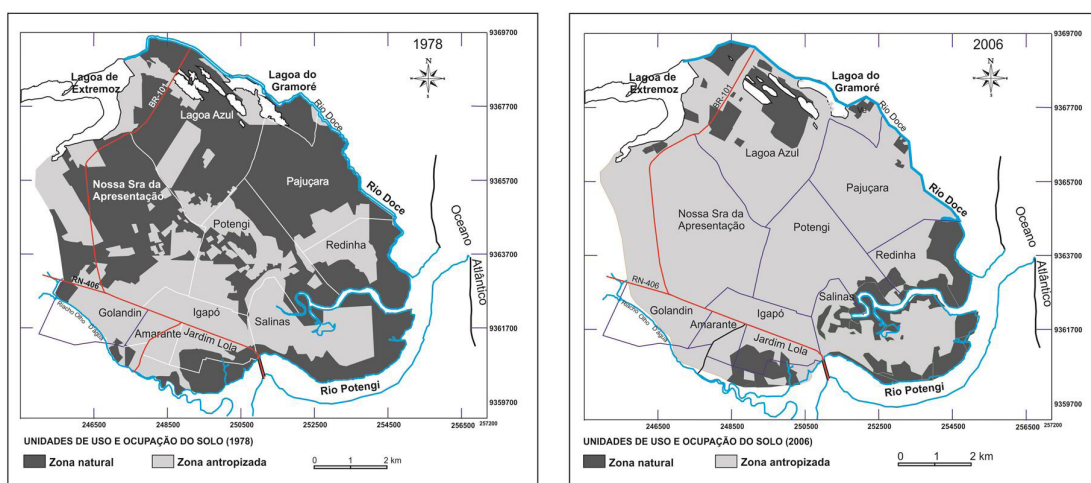 1978
9369700
Lagoa de
Extremoz
Lagoa do
Gramoré
BR-101
Rio Doce
9367700
Lagoa Azul
9365700
Nossa Sra da
Apresentação
Pajuçara
Rio Doce
Potengi
Oceano
Redinha
9363700
Atlântico
RN-406
Golandin
Igapó
Salinas
Riacho Olho D'água
Amarante
Jardim Lola
9361700
Rio Potengi
9359700
246500
248500
250500
252500
254500
256500
257200
UNIDADES DE USO E OCUPAÇÃO DO SOLO (1978)
Zona natural
Zona antropizada
0 1 2 km
2006
9369700
Lagoa de
Extremoz
Lagoa do
Gramoré
BR-101
Rio Doce
9367700
Lagoa Azul
9365700
Pajuçara
Rio Doce
Nossa Sra da
Apresentação
Potengi
Oceano
Redinha
9363700
Atlântico
RN-406
Salinas
Golandin
Igapó
Riacho Olho D'água
Amarante
9361700
Jardim Lola
Rio Potengi
9359700
246500
248500
250500
252500
254500
256500
257200
UNIDADES DE USO E OCUPAÇÃO DO SOLO (2006)
Zona natural
Zona antropizada
0 1 2 km